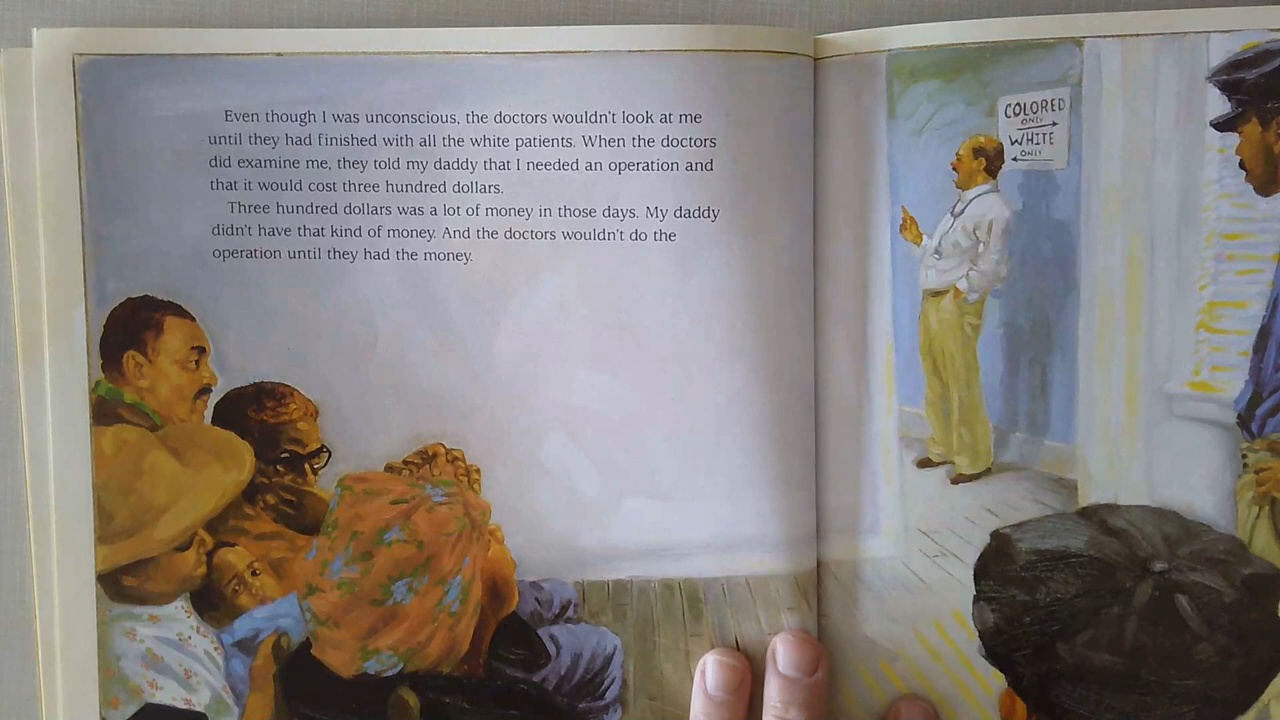 Even though I was unconscious, the doctors wouldn't look at me
until they had finished with all the white patients. When the doctors
did examine me, they told my daddy that I needed an operation and
that it would cost three hundred dollars.
Three hundred dollars was a lot of money in those days. My daddy
didn't have that kind of money. And the doctors wouldn't do the
operation until they had the money.
COLORED
ONLY
WHITE
ONLY